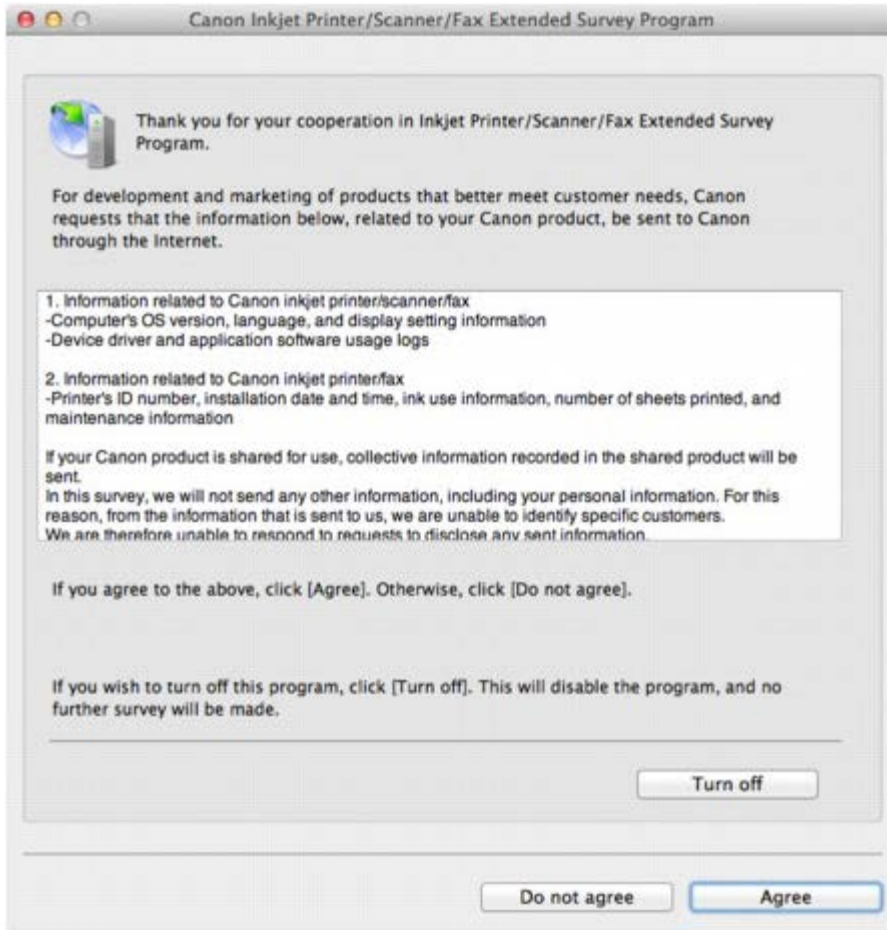 Canon Inkjet Printer/Scanner/Fax Extended Survey Program
Thank you for your cooperation in Inkjet Printer/Scanner/Fax Extended Survey
Program.
For development and marketing of products that better meet customer needs, Canon
requests that the information below, related to your Canon product, be sent to Canon
through the Internet.
1. Information related to Canon inkjet printer/scanner/fax
-Computer's OS version, language, and display setting information
-Device driver and application software usage logs
2. Information related to Canon inkjet printer/fax
-Printer's ID number, installation date and time, ink use information, number of sheets printed, and
maintenance information
If your Canon product is shared for use, collective information recorded in the shared product will be
sent.
In this survey, we will not send any other information, including your personal information. For this
reason, from the information that is sent to us, we are unable to identify specific customers.
We are therefore unable to respond to requests to disclose any sent information.
If you agree to the above, click [Agree]. Otherwise, click [Do not agree].
If you wish to turn off this program, click [Turn off]. This will disable the program, and no
further survey will be made.
Turn off
Do not agree
Agree